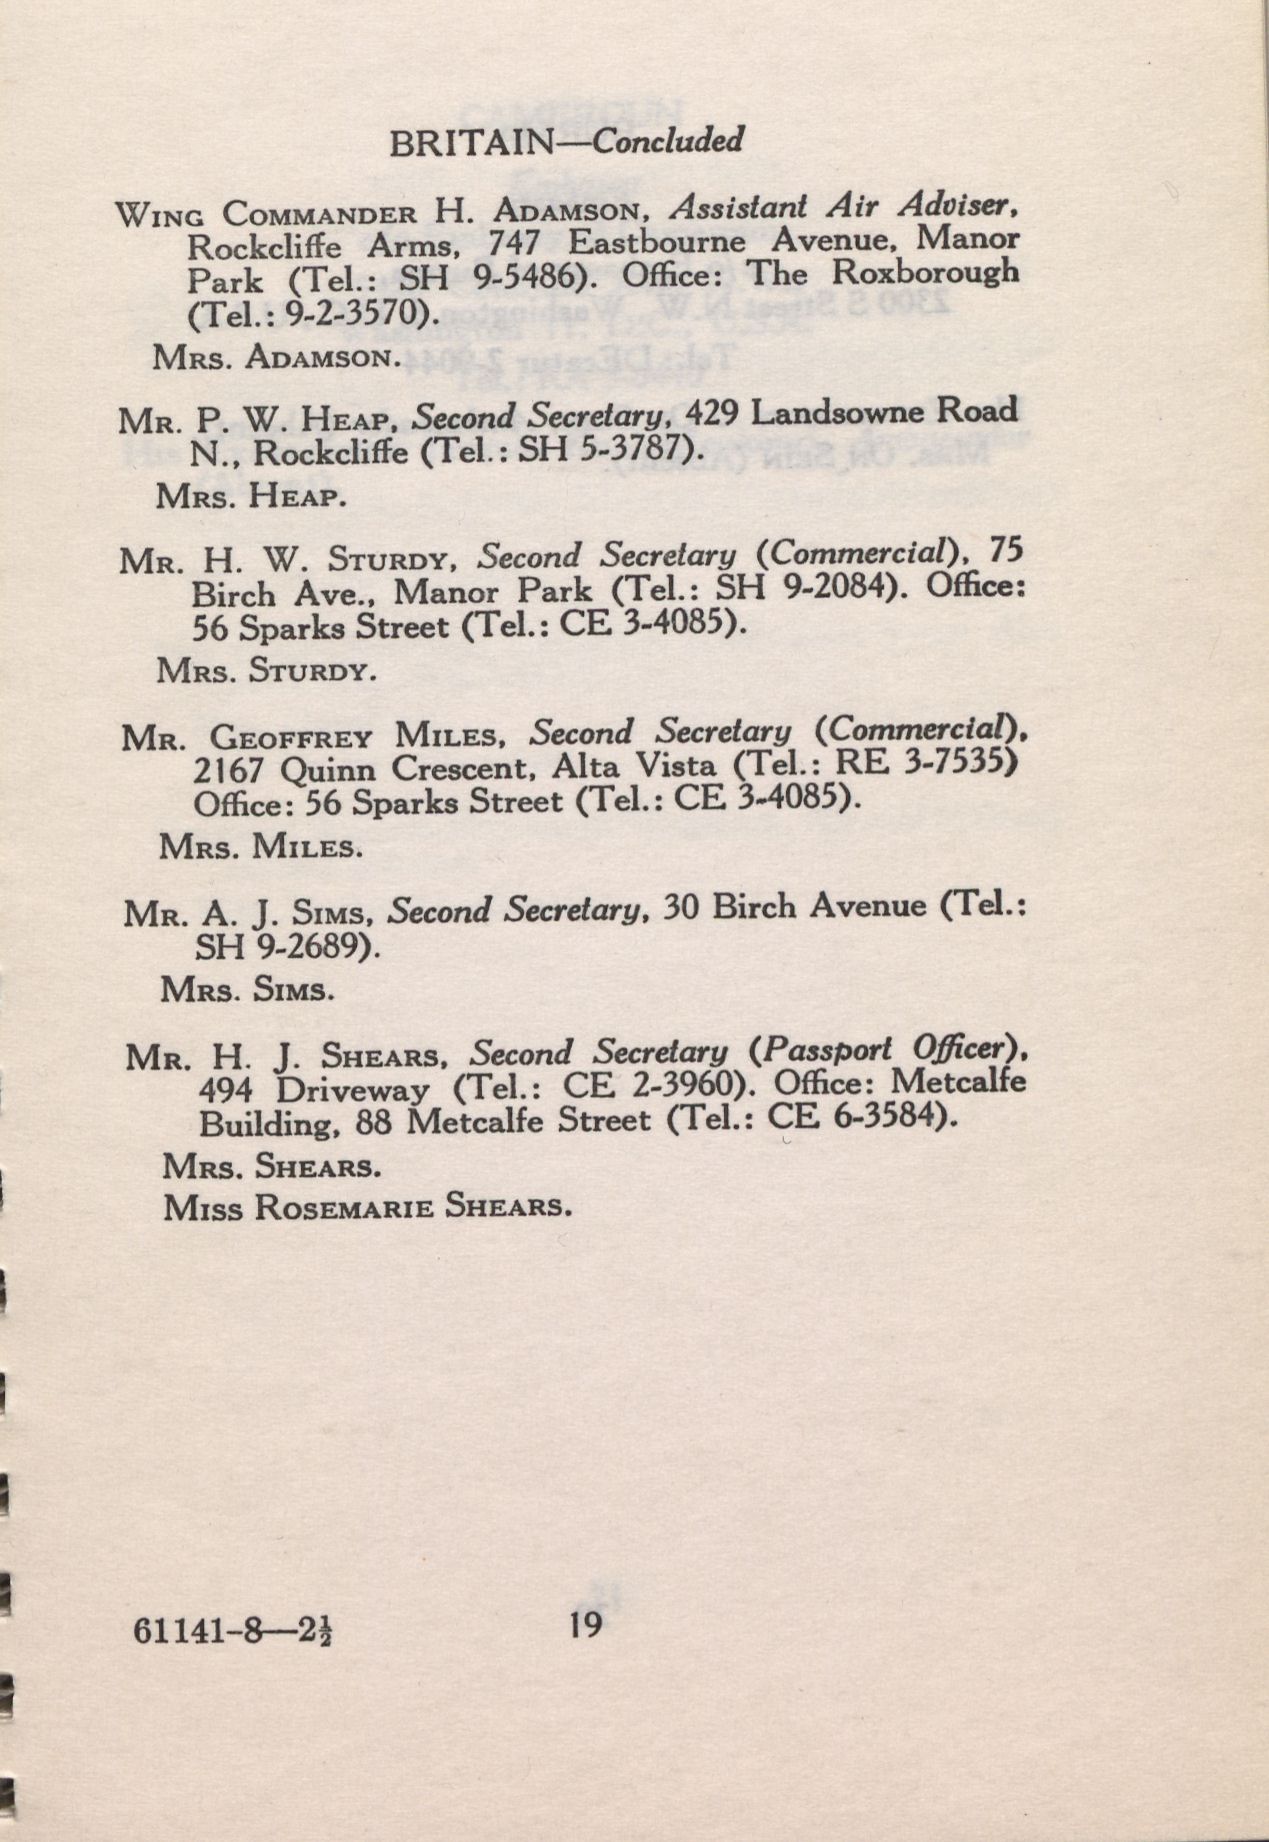 BRITAIN—Concluded
WING COMMANDER H. ADAMSON, Assistant Air Adviser,
Rockcliffe Arms, 747 Eastbourne Avenue, Manor
Park (Tel.: SH 9-5486). Office: The Roxborough
(Tel.: 9-2-3570).
MRS. ADAMSON.
MR. P. W. HEAP, Second Secretary, 429 Landsowne Road
N., Rockcliffe (Tel.: SH 5-3787).
MRS. HEAP.
MR. H. W. STURDY, Second Secretary (Commercial), 75
Birch Ave., Manor Park (Tel.: SH 9-2084). Office:
56 Sparks Street (Tel.: CE 3-4085).
MRS. STURDY.
MR. GEOFFREY MILES, Second Secretary (Commercial),
2167 Quinn Crescent, Alta Vista (Tel.: RE 3-7535)
Office: 56 Sparks Street (Tel.: CE 3-4085).
MRS. MILES.
MR. A. J. SIMS, Second Secretary, 30 Birch Avenue (Tel.:
SH 9-2689).
MRS. SIMS.
MR. H. J. SHEARS, Second Secretary (Passport Officer),
494 Driveway (Tel.: CE 2-3960). Office: Metcalfe
Building, 88 Metcalfe Street (Tel.: CE 6-3584).
MRS. SHEARS.
MISS ROSEMARIE SHEARS.
61141-8—2½
19